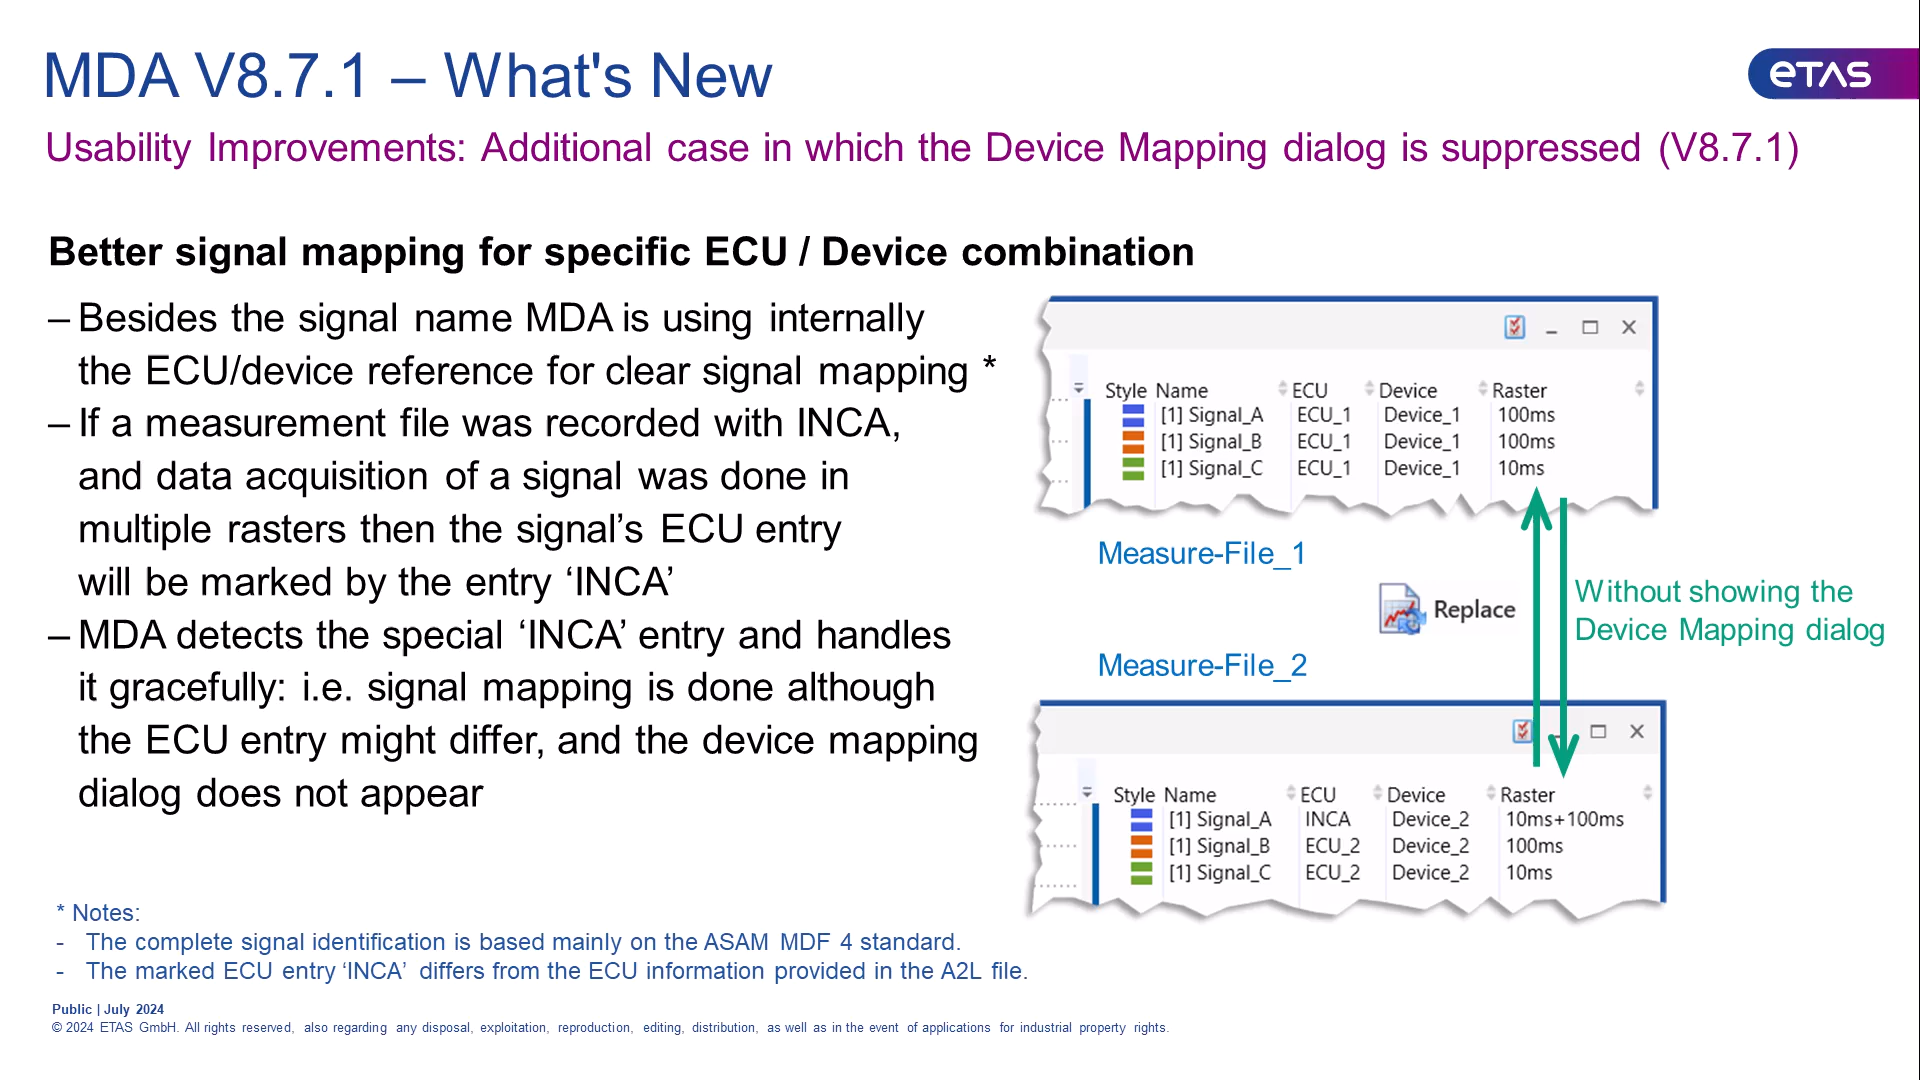 MDA V8.7.1 – What's New
eTAS
Usability Improvements: Additional case in which the Device Mapping dialog is suppressed (V8.7.1)
Better signal mapping for specific ECU / Device combination
– Besides the signal name MDA is using internally
the ECU/device reference for clear signal mapping *
– If a measurement file was recorded with INCA,
and data acquisition of a signal was done in
multiple rasters then the signal’s ECU entry
will be marked by the entry ‘INCA’
– MDA detects the special ‘INCA’ entry and handles
it gracefully: i.e. signal mapping is done although
the ECU entry might differ, and the device mapping
dialog does not appear
Style Name ECU Device Raster
[1] Signal_A ECU_1 Device_1 100ms
[1] Signal_B ECU_1 Device_1 100ms
[1] Signal_C ECU_1 Device_1 10ms
Measure-File_1
Replace
Without showing the
Device Mapping dialog
Measure-File_2
Style Name ECU Device Raster
[1] Signal_A INCA Device_2 10ms+100ms
[1] Signal_B ECU_2 Device_2 100ms
[1] Signal_C ECU_2 Device_2 10ms
* Notes:
- The complete signal identification is based mainly on the ASAM MDF 4 standard.
- The marked ECU entry ‘INCA’ differs from the ECU information provided in the A2L file.
Public | July 2024
© 2024 ETAS GmbH. All rights reserved, also regarding any disposal, exploitation, reproduction, editing, distribution, as well as in the event of applications for industrial property rights.